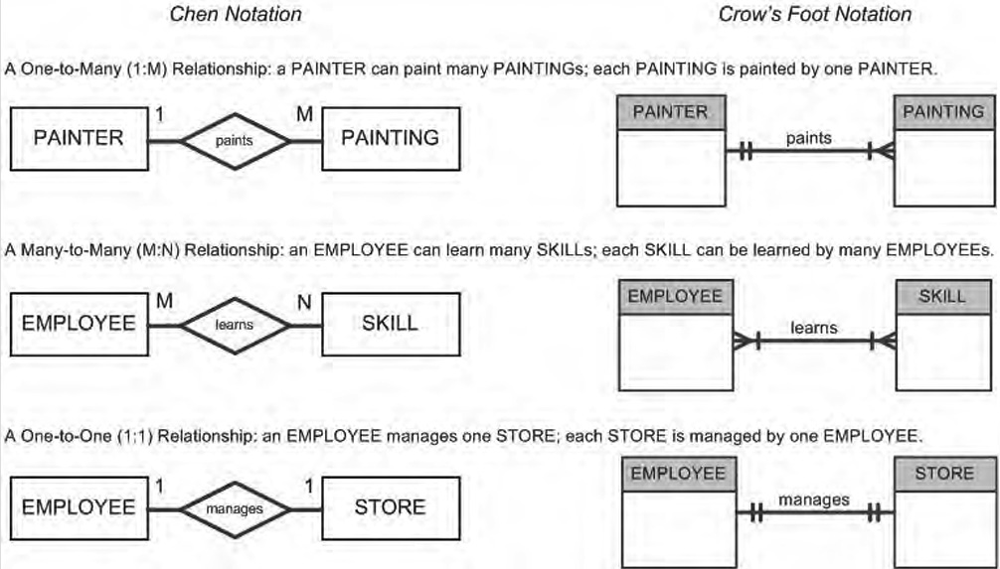 Chen Notation
Crow's Foot Notation
A One-to-Many (1:M) Relationship: a PAINTER can paint many PAINTINGs; each PAINTING is painted by one PAINTER.
PAINTER 1 paints M PAINTING
PAINTER
PAINTING
paints
A Many-to-Many (M:N) Relationship: an EMPLOYEE can learn many SKILLs; each SKILL can be learned by many EMPLOYEEs.
EMPLOYEE M learns N SKILL
EMPLOYEE
SKILL
learns
A One-to-One (1:1) Relationship: an EMPLOYEE manages one STORE; each STORE is managed by one EMPLOYEE.
EMPLOYEE 1 manages 1 STORE
EMPLOYEE
STORE
manages